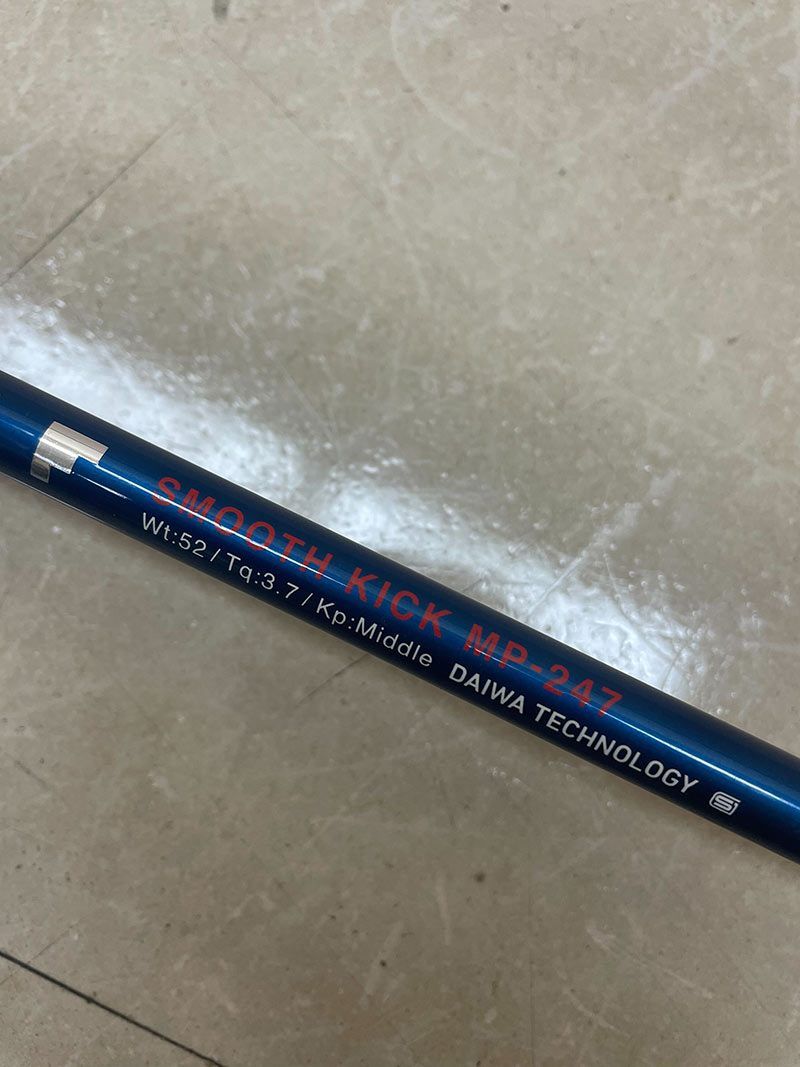 SMOOTH KICK MP-247
Wt:52 / Tq:3.7 / Kp:Middle DAIWA TECHNOLOGY